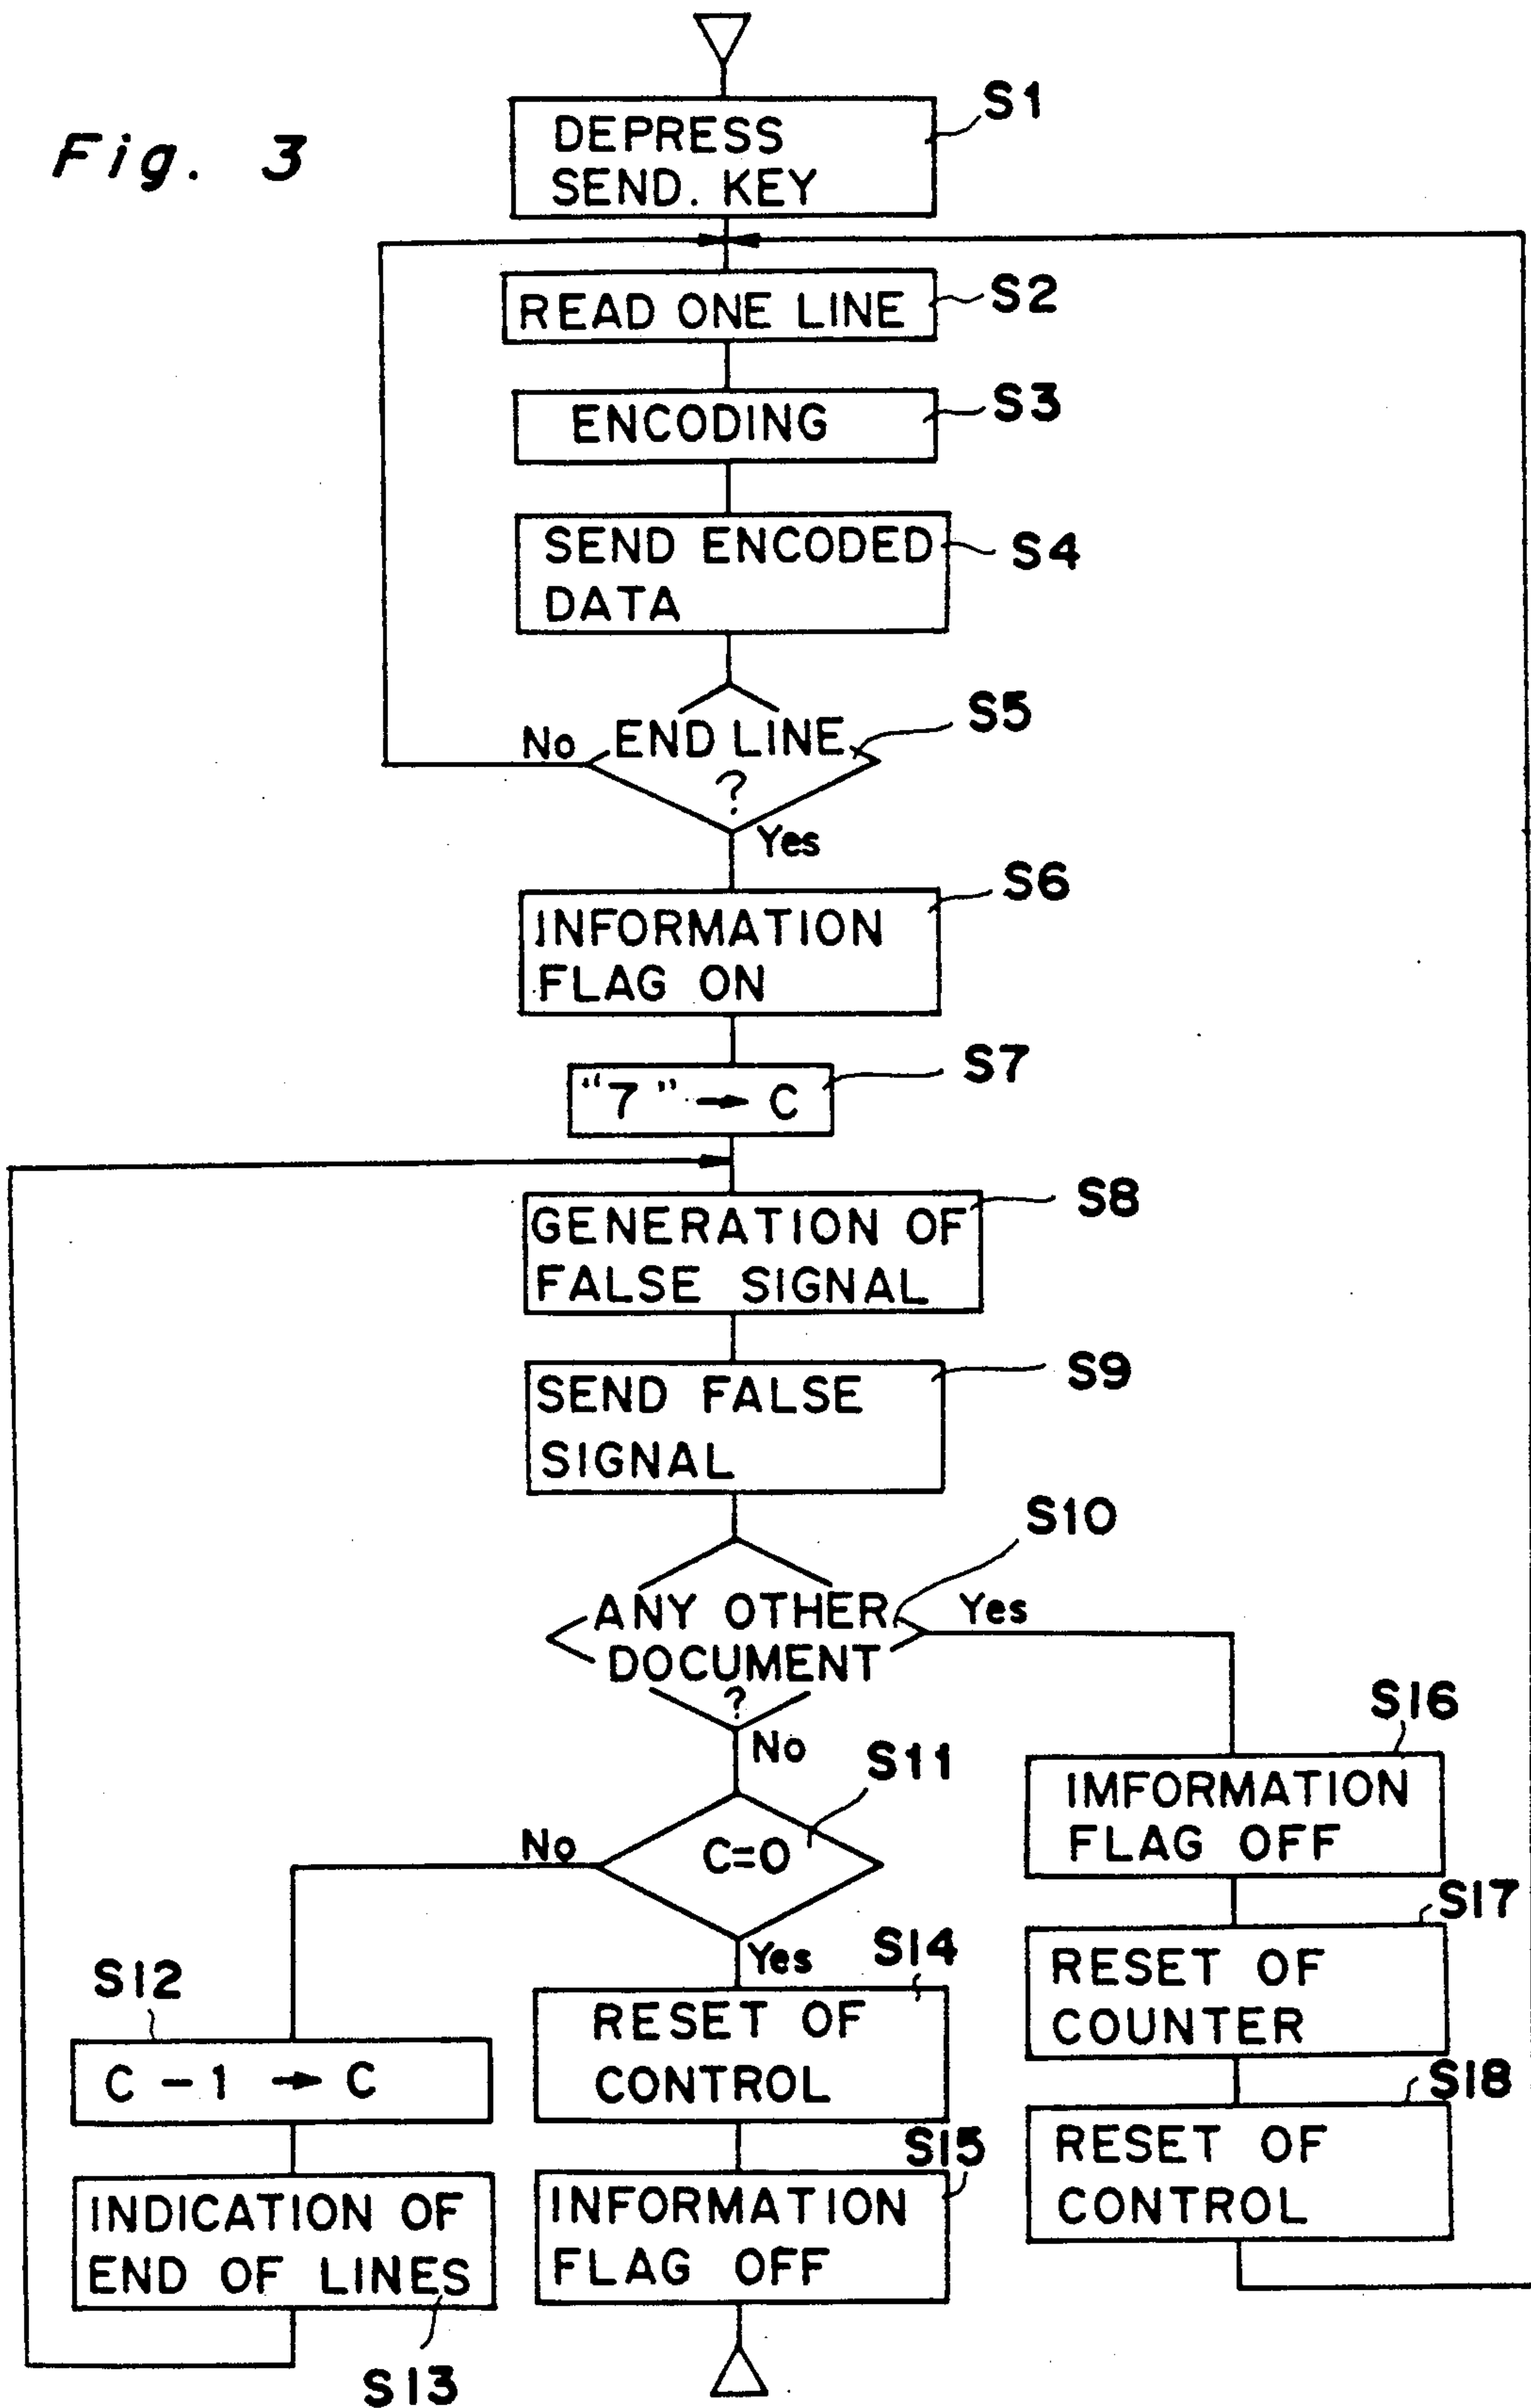 Fig. 3
S1
DEPRESS
SEND. KEY
S2
READ ONE LINE
S3
ENCODING
S4
SEND ENCODED
DATA
S5
No
END LINE
?
Yes
S6
INFORMATION
FLAG ON
S7
"7" → C
S8
GENERATION OF
FALSE SIGNAL
S9
SEND FALSE
SIGNAL
S10
ANY OTHER
DOCUMENT
?
Yes
No
S11
C=0
No
Yes
S12
C - 1 → C
S13
INDICATION OF
END OF LINES
S14
RESET OF
CONTROL
S15
INFORMATION
FLAG OFF
S16
IMFORMATION
FLAG OFF
S17
RESET OF
COUNTER
S18
RESET OF
CONTROL